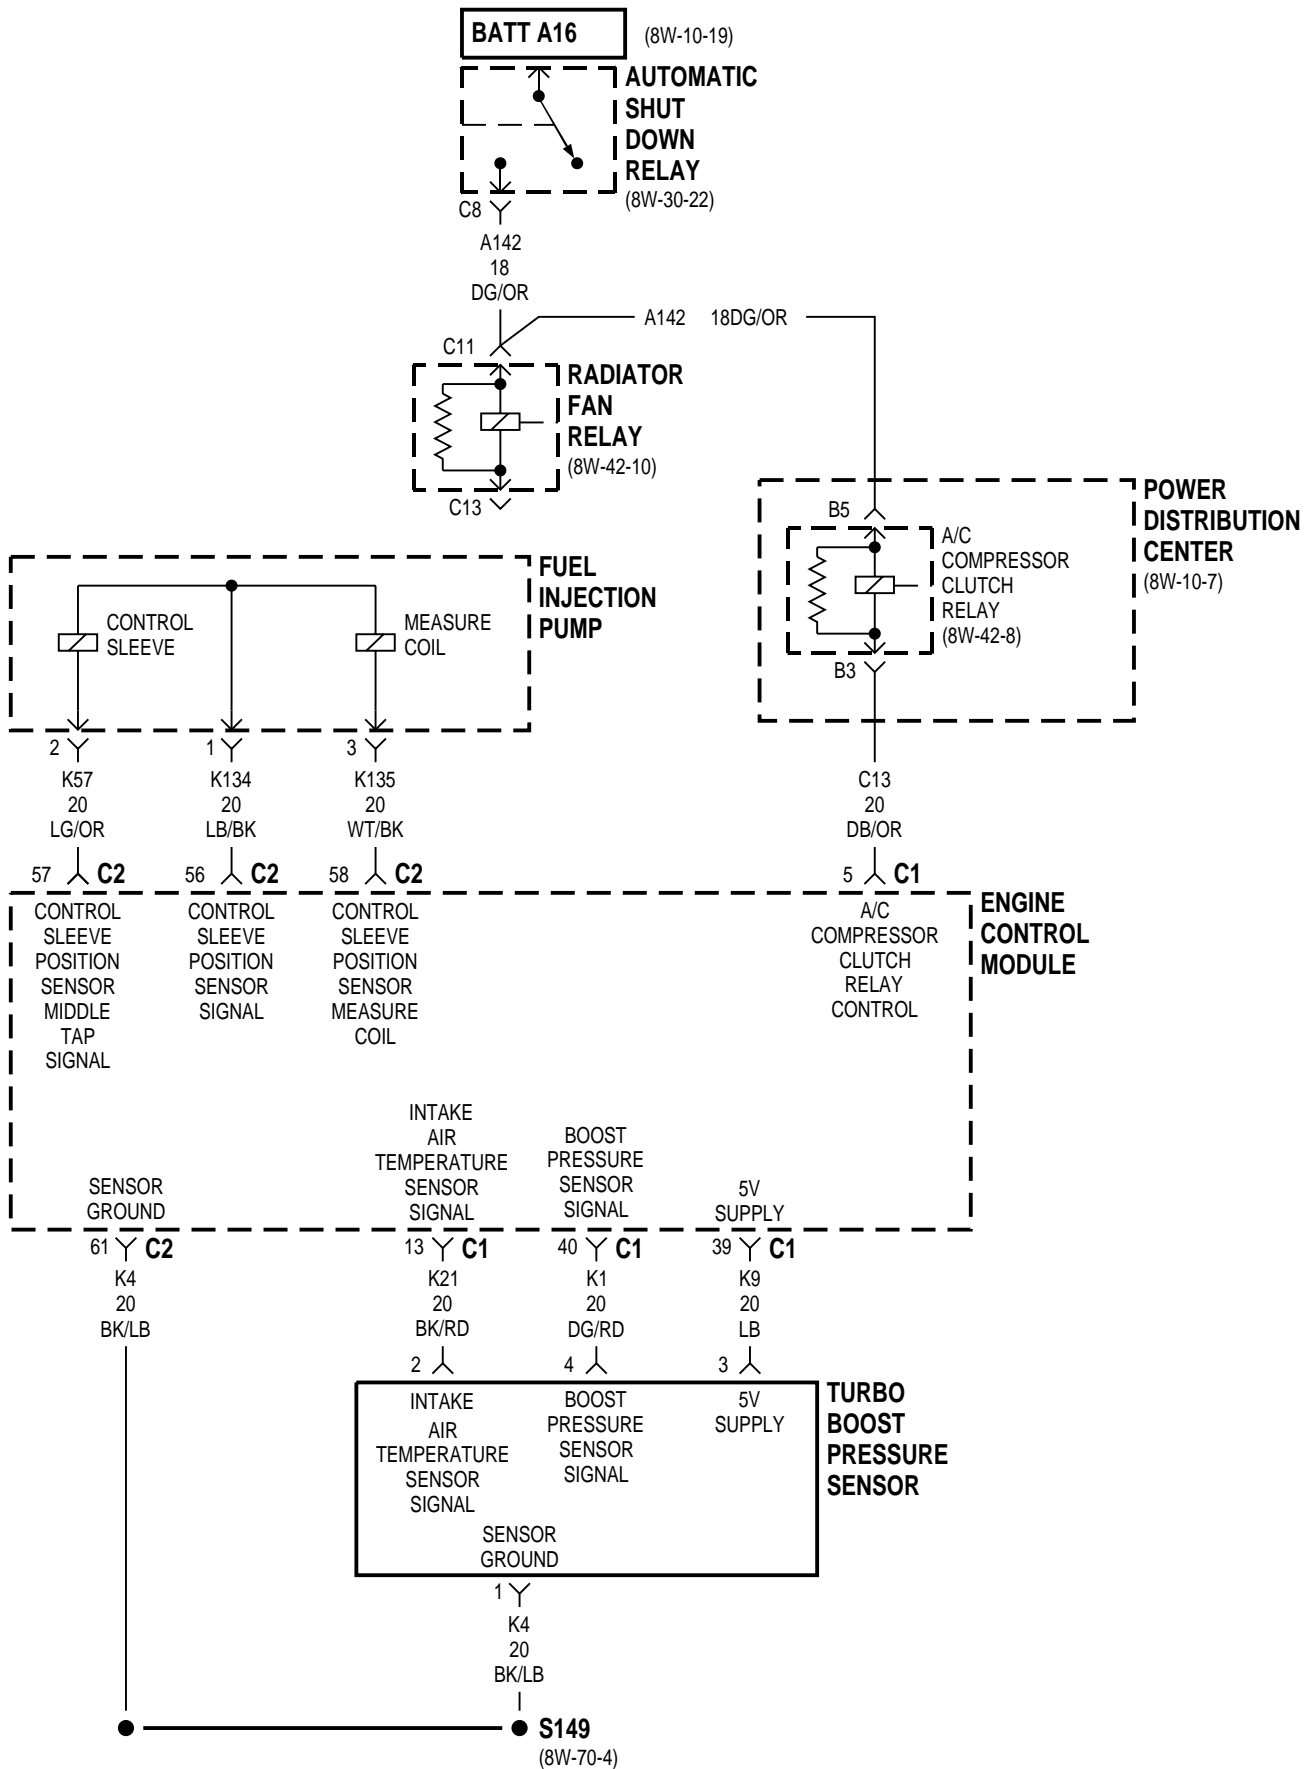 BATT A16
(8W-10-19)
AUTOMATIC
SHUT
DOWN
RELAY
(8W-30-22)
C8
A142
18
DG/OR
A142 18DG/OR
C11
RADIATOR
FAN
RELAY
(8W-42-10)
C13
POWER
DISTRIBUTION
CENTER
(8W-10-7)
B5
A/C
COMPRESSOR
CLUTCH
RELAY
(8W-42-8)
B3
FUEL
INJECTION
PUMP
CONTROL
SLEEVE
MEASURE
COIL
2
1
3
K57
20
LG/OR
K134
20
LB/BK
K135
20
WT/BK
C13
20
DB/OR
57 C2
56 C2
58 C2
5 C1
ENGINE
CONTROL
MODULE
CONTROL
SLEEVE
POSITION
SENSOR
MIDDLE
TAP
SIGNAL
CONTROL
SLEEVE
POSITION
SENSOR
SIGNAL
CONTROL
SLEEVE
POSITION
SENSOR
MEASURE
COIL
A/C
COMPRESSOR
CLUTCH
RELAY
CONTROL
SENSOR
GROUND
INTAKE
AIR
TEMPERATURE
SENSOR
SIGNAL
BOOST
PRESSURE
SENSOR
SIGNAL
5V
SUPPLY
61 C2
13 C1
40 C1
39 C1
K4
20
BK/LB
K21
20
BK/RD
K1
20
DG/RD
K9
20
LB
2
4
3
TURBO
BOOST
PRESSURE
SENSOR
INTAKE
AIR
TEMPERATURE
SENSOR
SIGNAL
BOOST
PRESSURE
SENSOR
SIGNAL
5V
SUPPLY
SENSOR
GROUND
1
K4
20
BK/LB
S149
(8W-70-4)